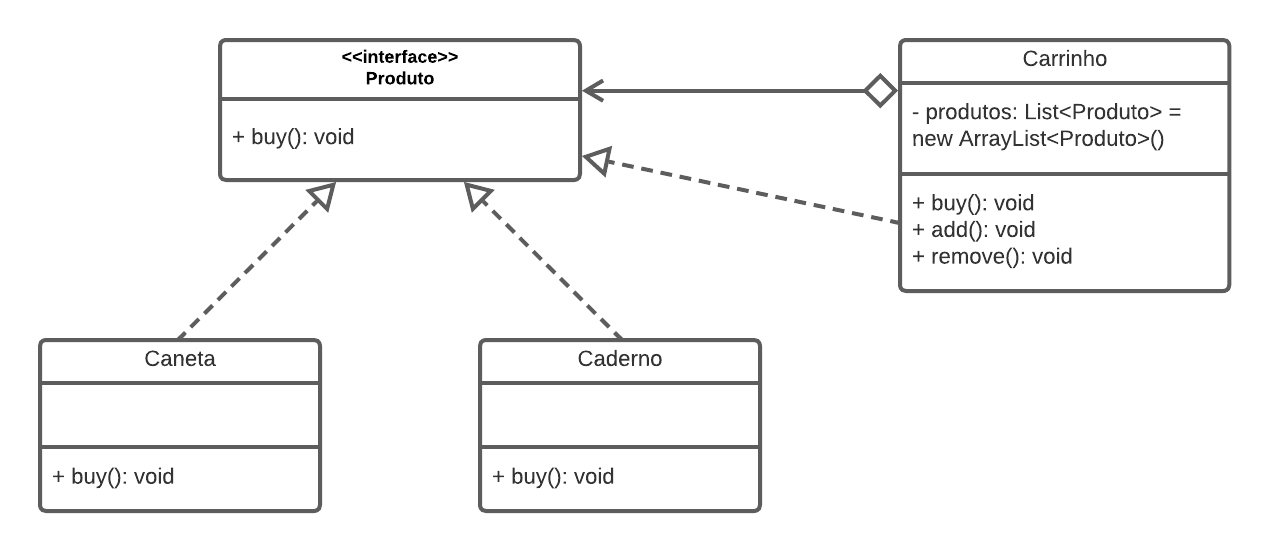 <<interface>>
Produto
+ buy(): void
Carrinho
- produtos: List<Produto> =
new ArrayList<Produto>()
+ buy(): void
+ add(): void
+ remove(): void
Caneta
+ buy(): void
Caderno
+ buy(): void